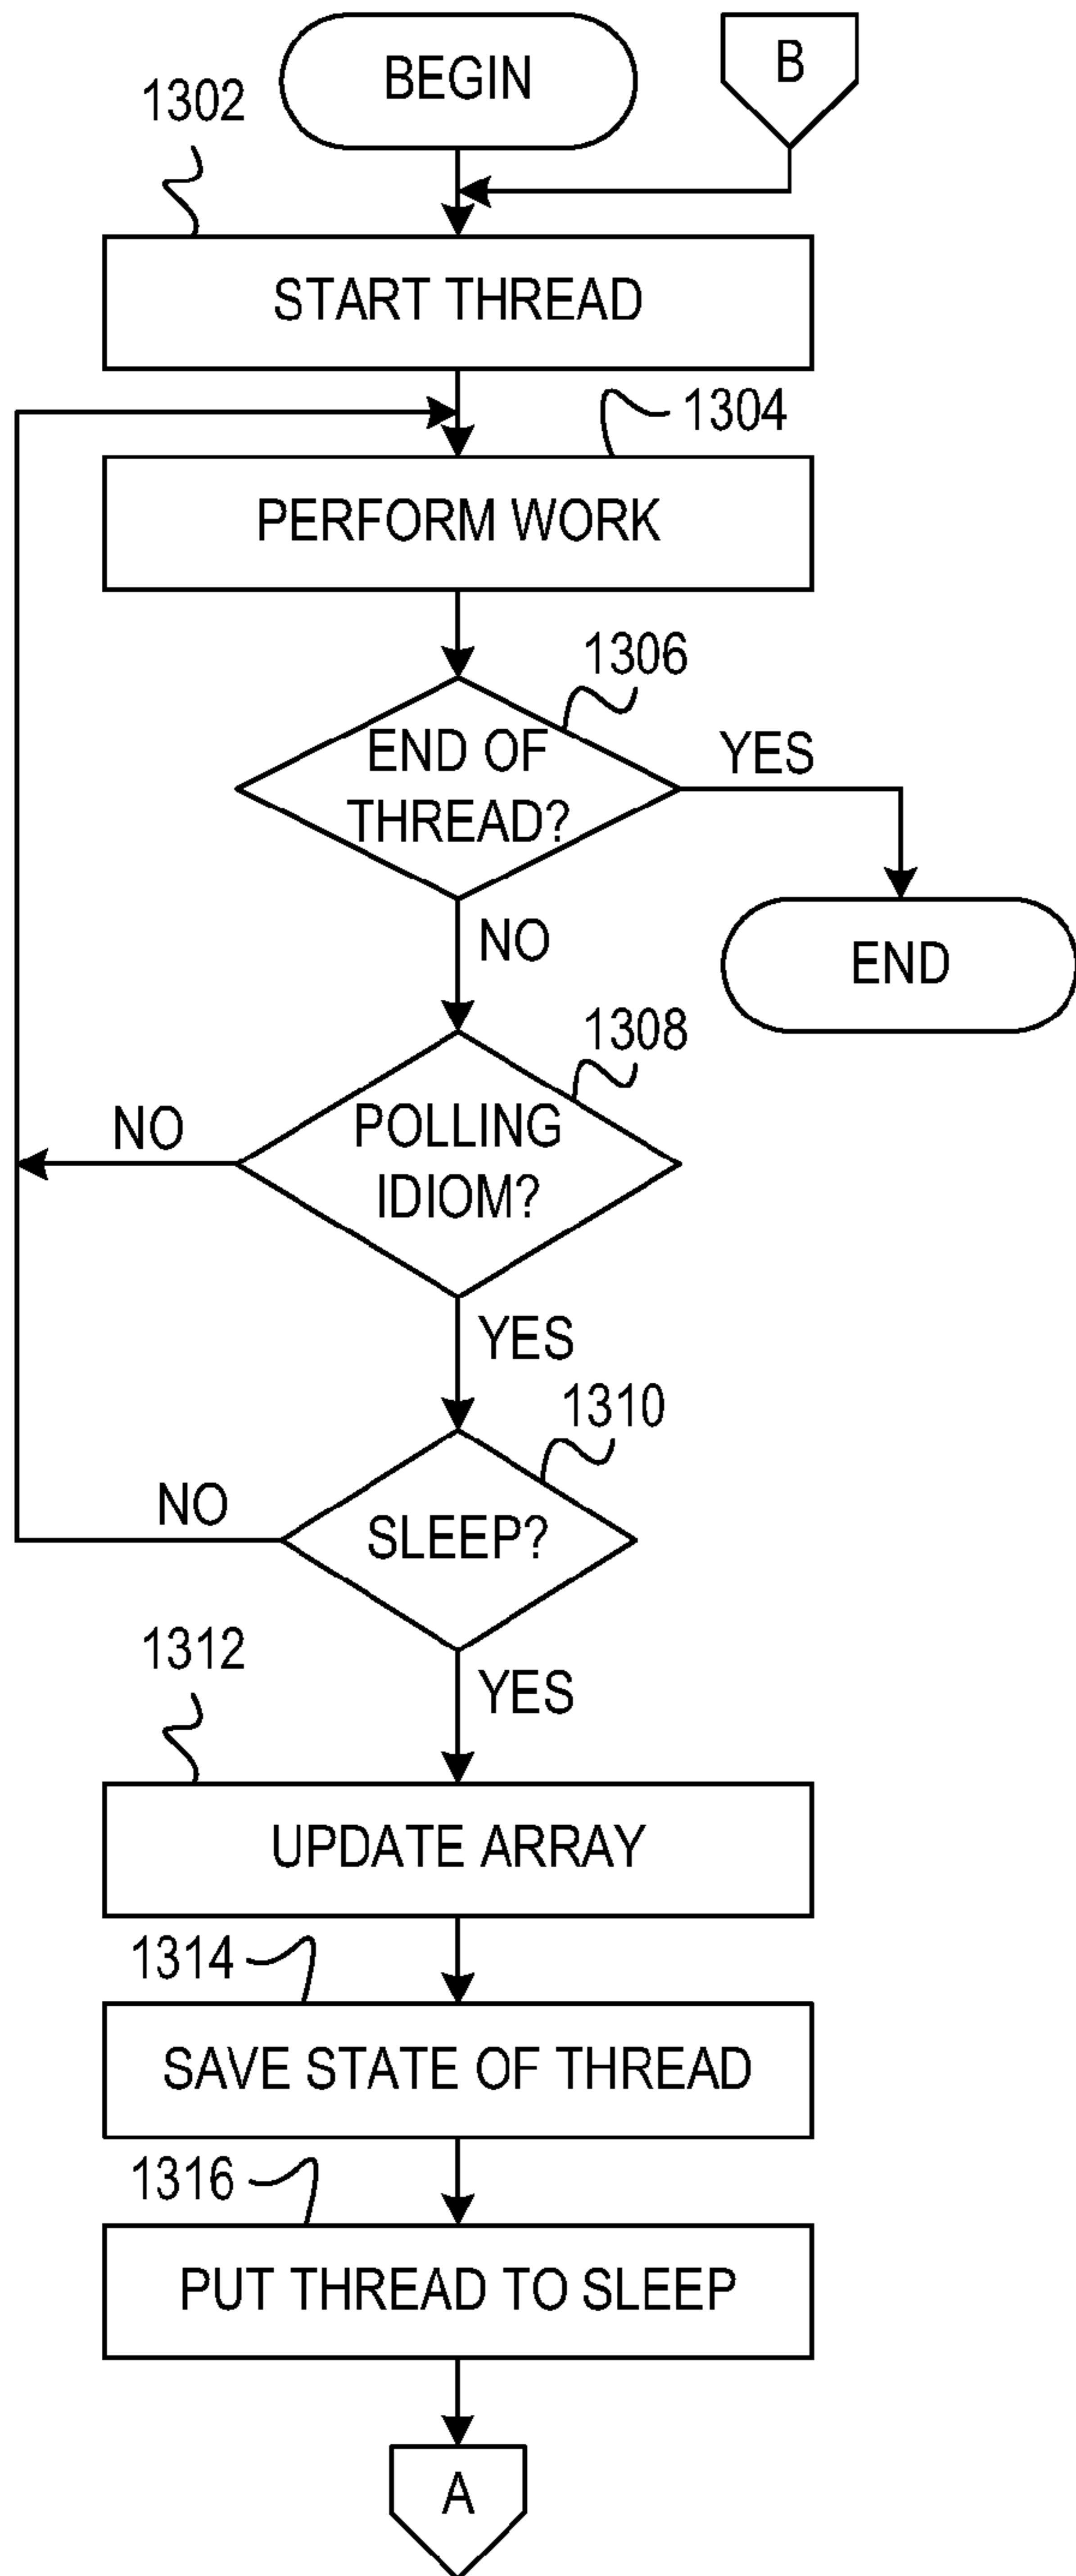 BEGIN
B
1302
START THREAD
1304
PERFORM WORK
1306
END OF
THREAD?
YES
NO
END
1308
POLLING
IDIOM?
NO
YES
1310
SLEEP?
NO
YES
1312
UPDATE ARRAY
1314
SAVE STATE OF THREAD
1316
PUT THREAD TO SLEEP
A